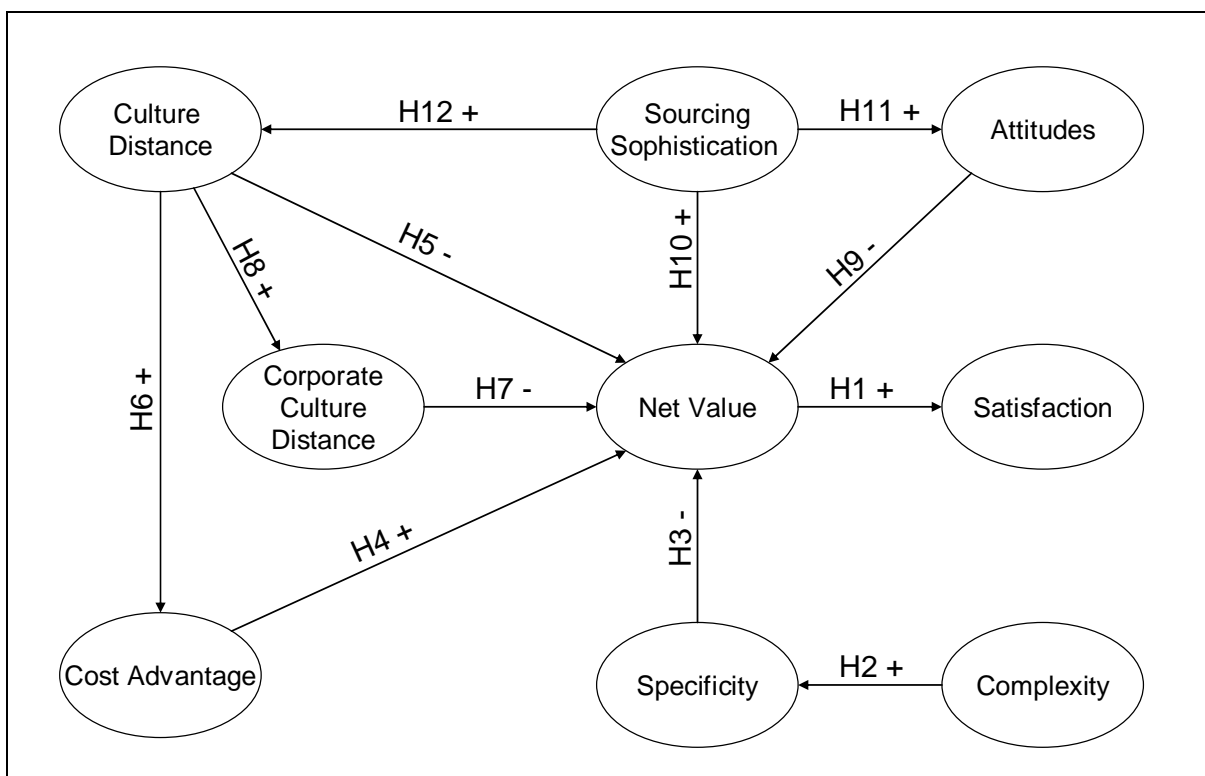 Culture
Distance
H12 +
Sourcing
Sophistication
H11 +
Attitudes
H5 -
H8 +
H10 +
H9 -
H6 +
Corporate
Culture
Distance
H7 -
Net Value
H1 +
Satisfaction
H4 +
H3 -
Cost Advantage
Specificity
H2 +
Complexity